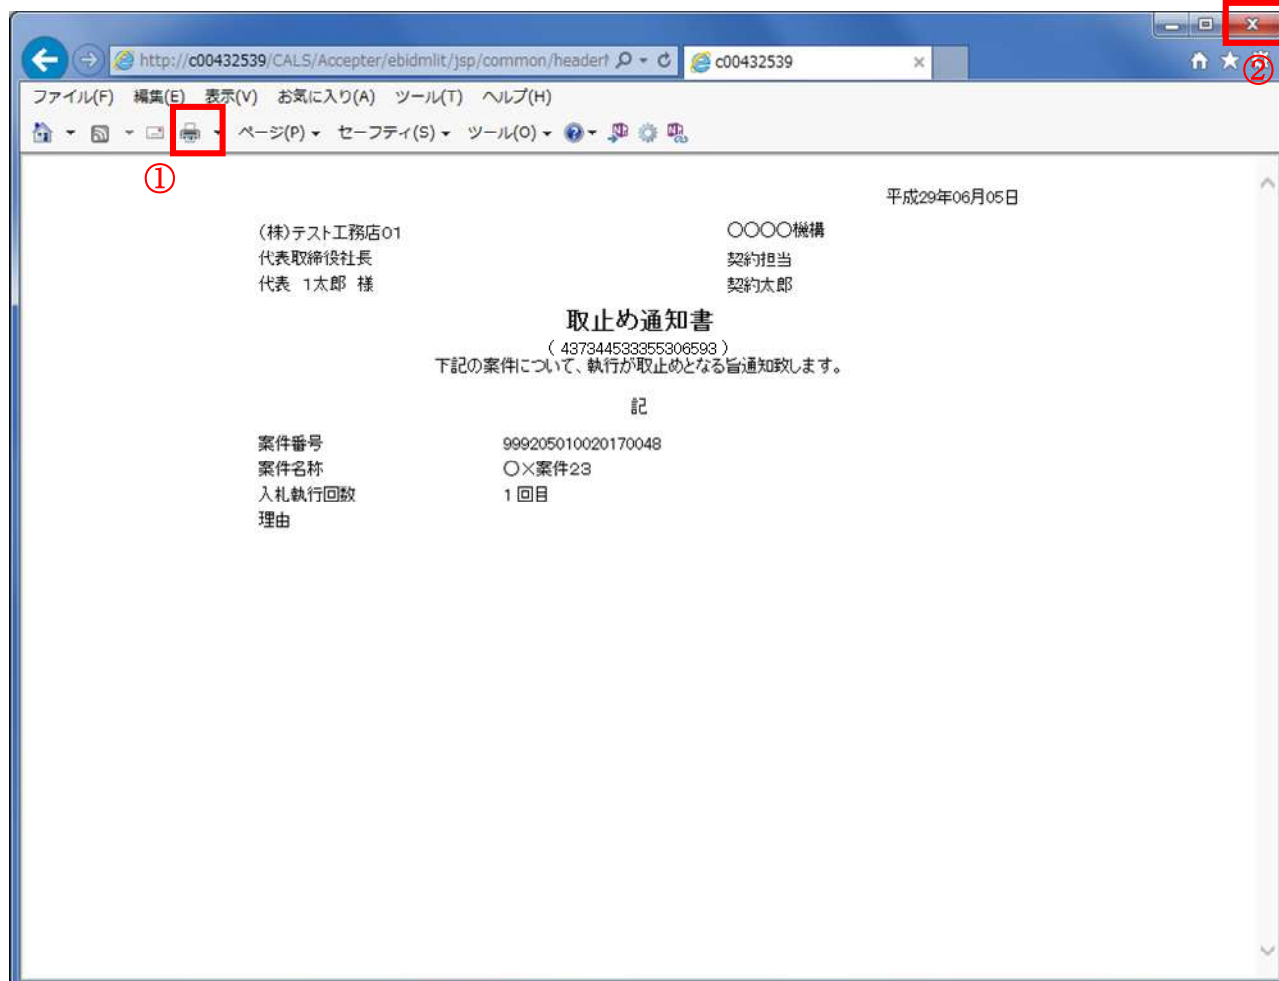 http://c00432539/CALS/Accepter/ebidmlit/jsp/common/header
c00432539
②
ファイル(F) 編集(E) 表示(V) お気に入り(A) ツール(T) ヘルプ(H)
ページ(P) セーフティ(S) ツール(O)
①
平成29年06月05日
(株)テスト工務店01
○○○○機構
代表取締役社長
契約担当
代表 1太郎 様
契約太郎
取止め通知書
( 437344533355306593 )
下記の案件について、執行が取止めとなる旨通知致します。
記
案件番号 999205010020170048
案件名称 ○×案件23
入札執行回数 1回目
理由